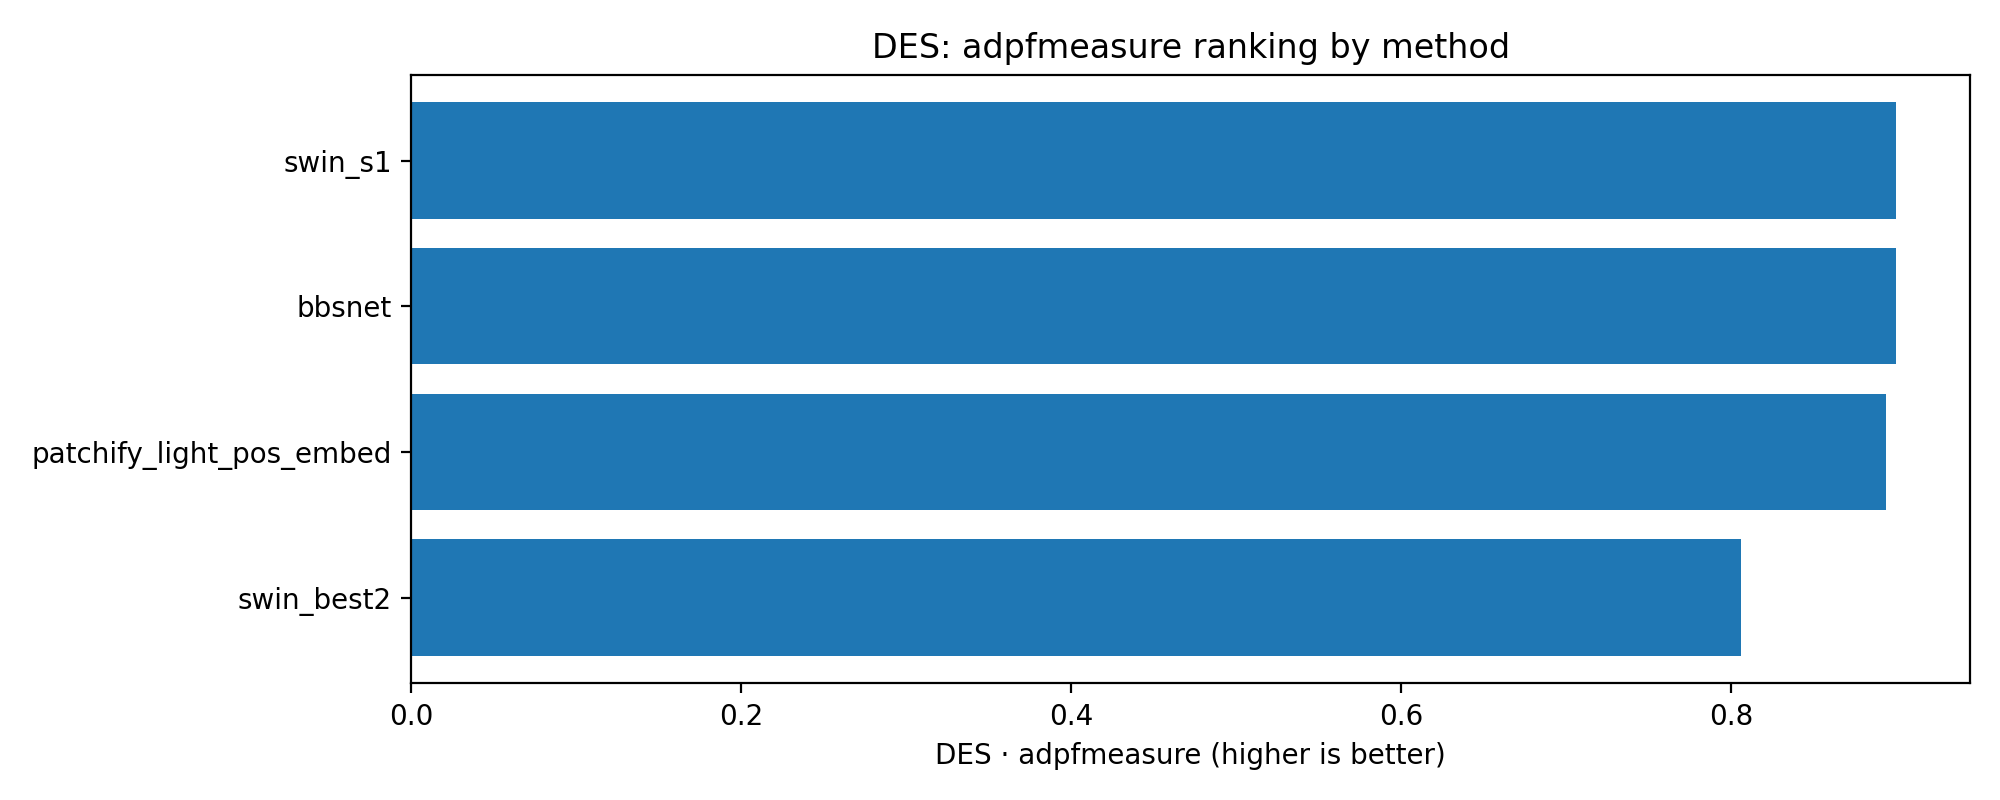 DES: adpfmeasure ranking by method
swin_s1
bbsnet
patchify_light_pos_embed
swin_best2
0.0 0.2 0.4 0.6 0.8
DES · adpfmeasure (higher is better)